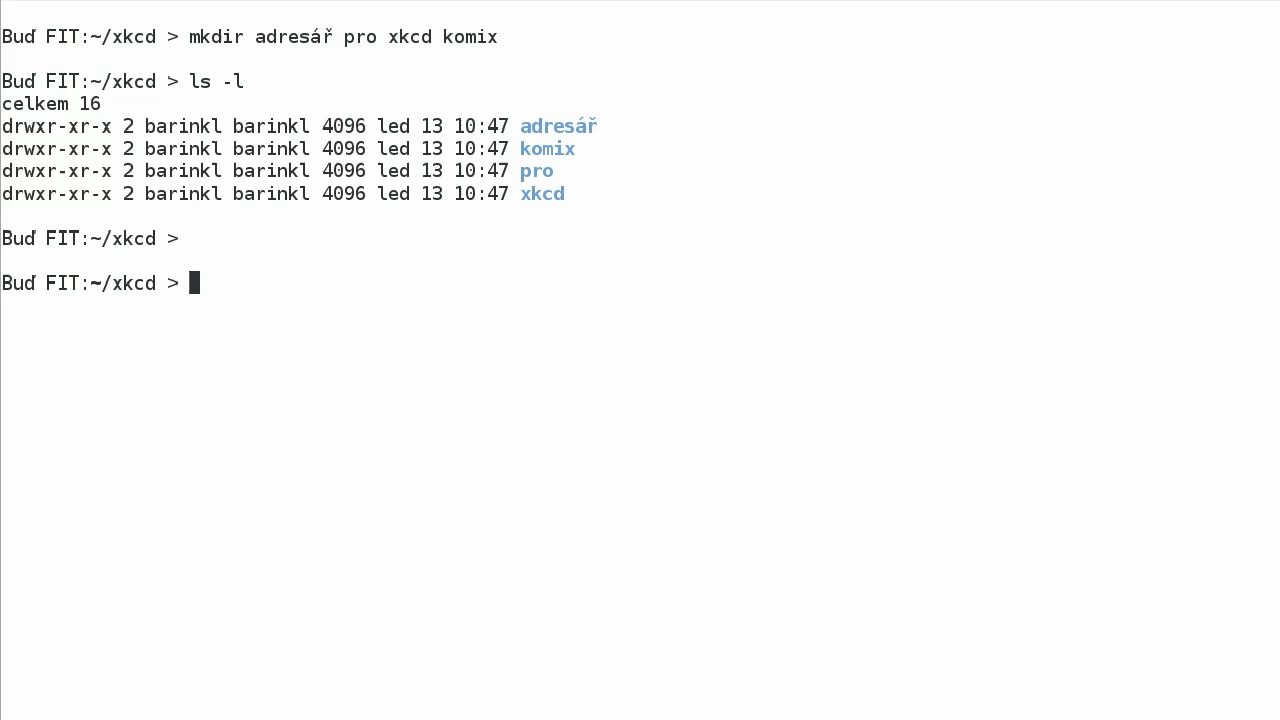 Buď FIT:~/xkcd > mkdir adresář pro xkcd komix
Buď FIT:~/xkcd > ls -l
celkem 16
drwxr-xr-x 2 barinkl barinkl 4096 led 13 10:47 adresář
drwxr-xr-x 2 barinkl barinkl 4096 led 13 10:47 komix
drwxr-xr-x 2 barinkl barinkl 4096 led 13 10:47 pro
drwxr-xr-x 2 barinkl barinkl 4096 led 13 10:47 xkcd
Buď FIT:~/xkcd >
Buď FIT:~/xkcd >